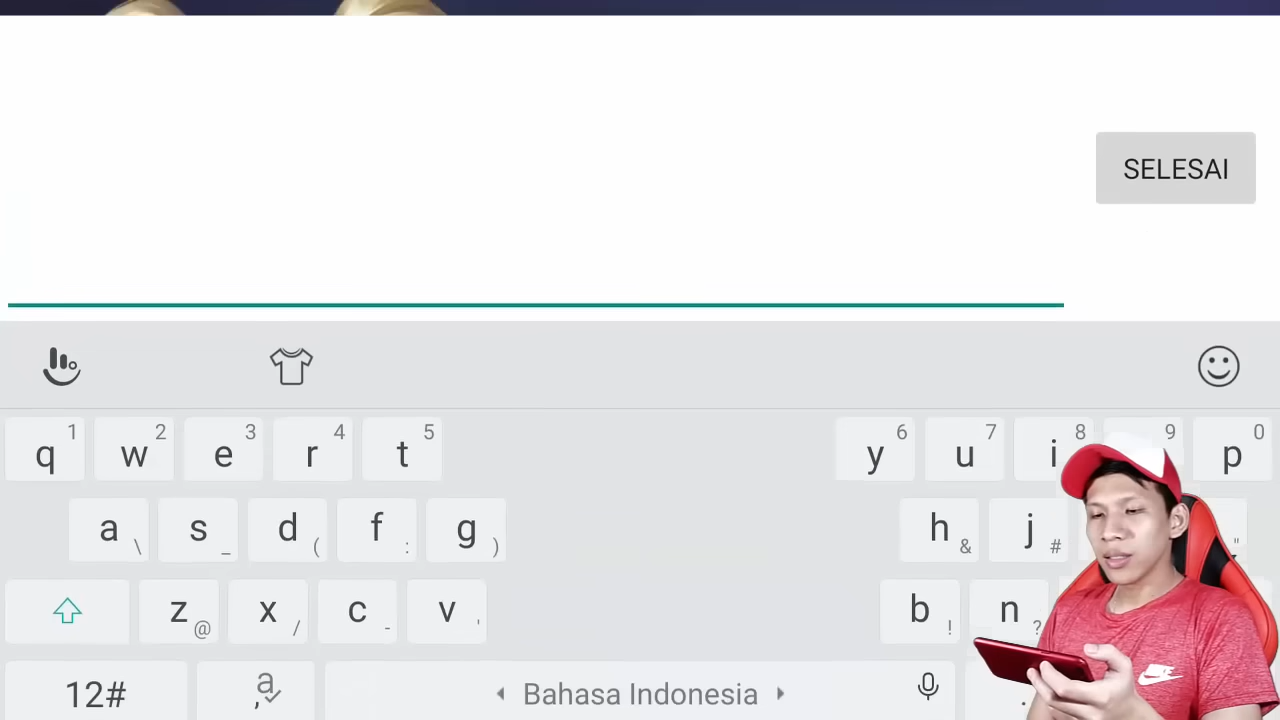 SELESAI
q 1 w 2 e 3 r 4 t 5 y 6 u 7 i 8 9 p 0
a \ s _ d ( f : g ) h & j # "
z @ x / c - v ' b ! n ?
12# a , Bahasa Indonesia .